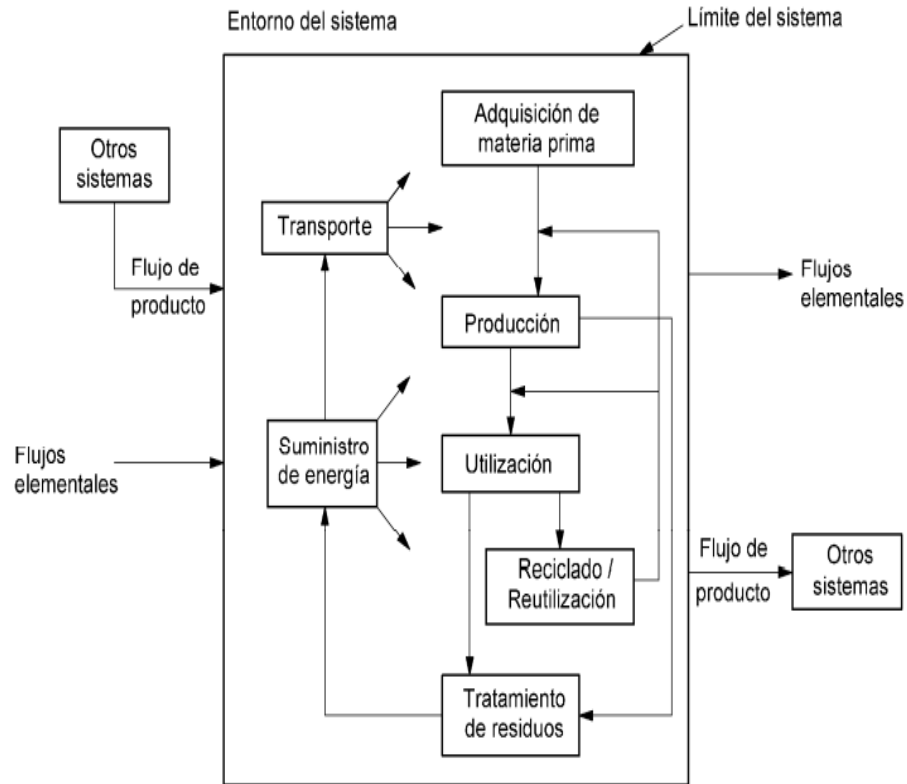 Entorno del sistema
Límite del sistema
Adquisición de
materia prima
Otros
sistemas
Transporte
Flujo de
producto
Flujos
elementales
Producción
Suministro
de energía
Utilización
Flujos
elementales
Reciclado /
Reutilización
Flujo de
producto
Otros
sistemas
Tratamiento
de residuos